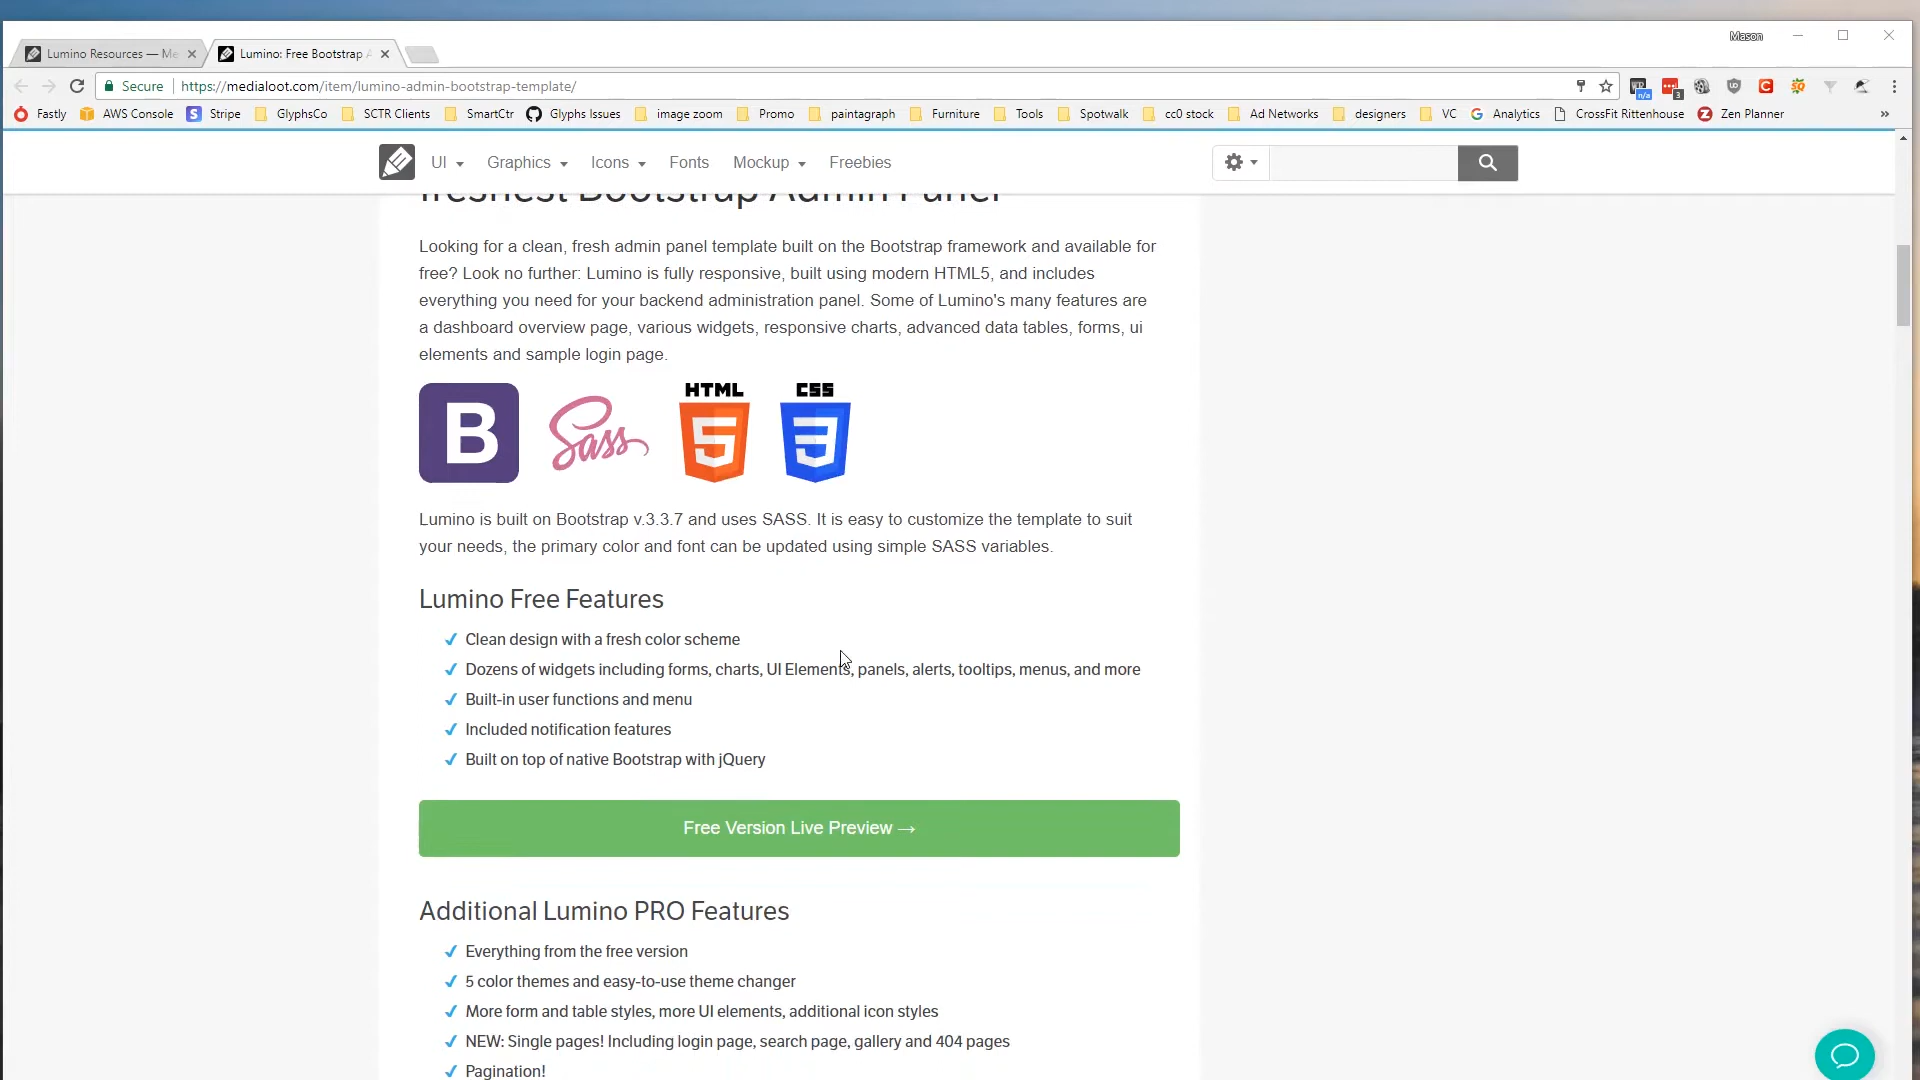 Mason
Lumino Resources — Me
Lumino: Free Bootstrap A
Secure https://medialoot.com/item/lumino-admin-bootstrap-template/
n/a
3
Fastly AWS Console Stripe GlyphsCo SCTR Clients SmartCtr Glyphs Issues image zoom Promo paintagraph Furniture Tools Spotwalk cc0 stock Ad Networks designers VC Analytics CrossFit Rittenhouse Zen Planner »
UI Graphics Icons Fonts Mockup Freebies
freshest Bootstrap Admin Panel
Looking for a clean, fresh admin panel template built on the Bootstrap framework and available for
free? Look no further: Lumino is fully responsive, built using modern HTML5, and includes
everything you need for your backend administration panel. Some of Lumino's many features are
a dashboard overview page, various widgets, responsive charts, advanced data tables, forms, ui
elements and sample login page.
B Sass HTML 5 CSS 3
Lumino is built on Bootstrap v.3.3.7 and uses SASS. It is easy to customize the template to suit
your needs, the primary color and font can be updated using simple SASS variables.
Lumino Free Features
✓ Clean design with a fresh color scheme
✓ Dozens of widgets including forms, charts, UI Elements, panels, alerts, tooltips, menus, and more
✓ Built-in user functions and menu
✓ Included notification features
✓ Built on top of native Bootstrap with jQuery
Free Version Live Preview →
Additional Lumino PRO Features
✓ Everything from the free version
✓ 5 color themes and easy-to-use theme changer
✓ More form and table styles, more UI elements, additional icon styles
✓ NEW: Single pages! Including login page, search page, gallery and 404 pages
✓ Pagination!